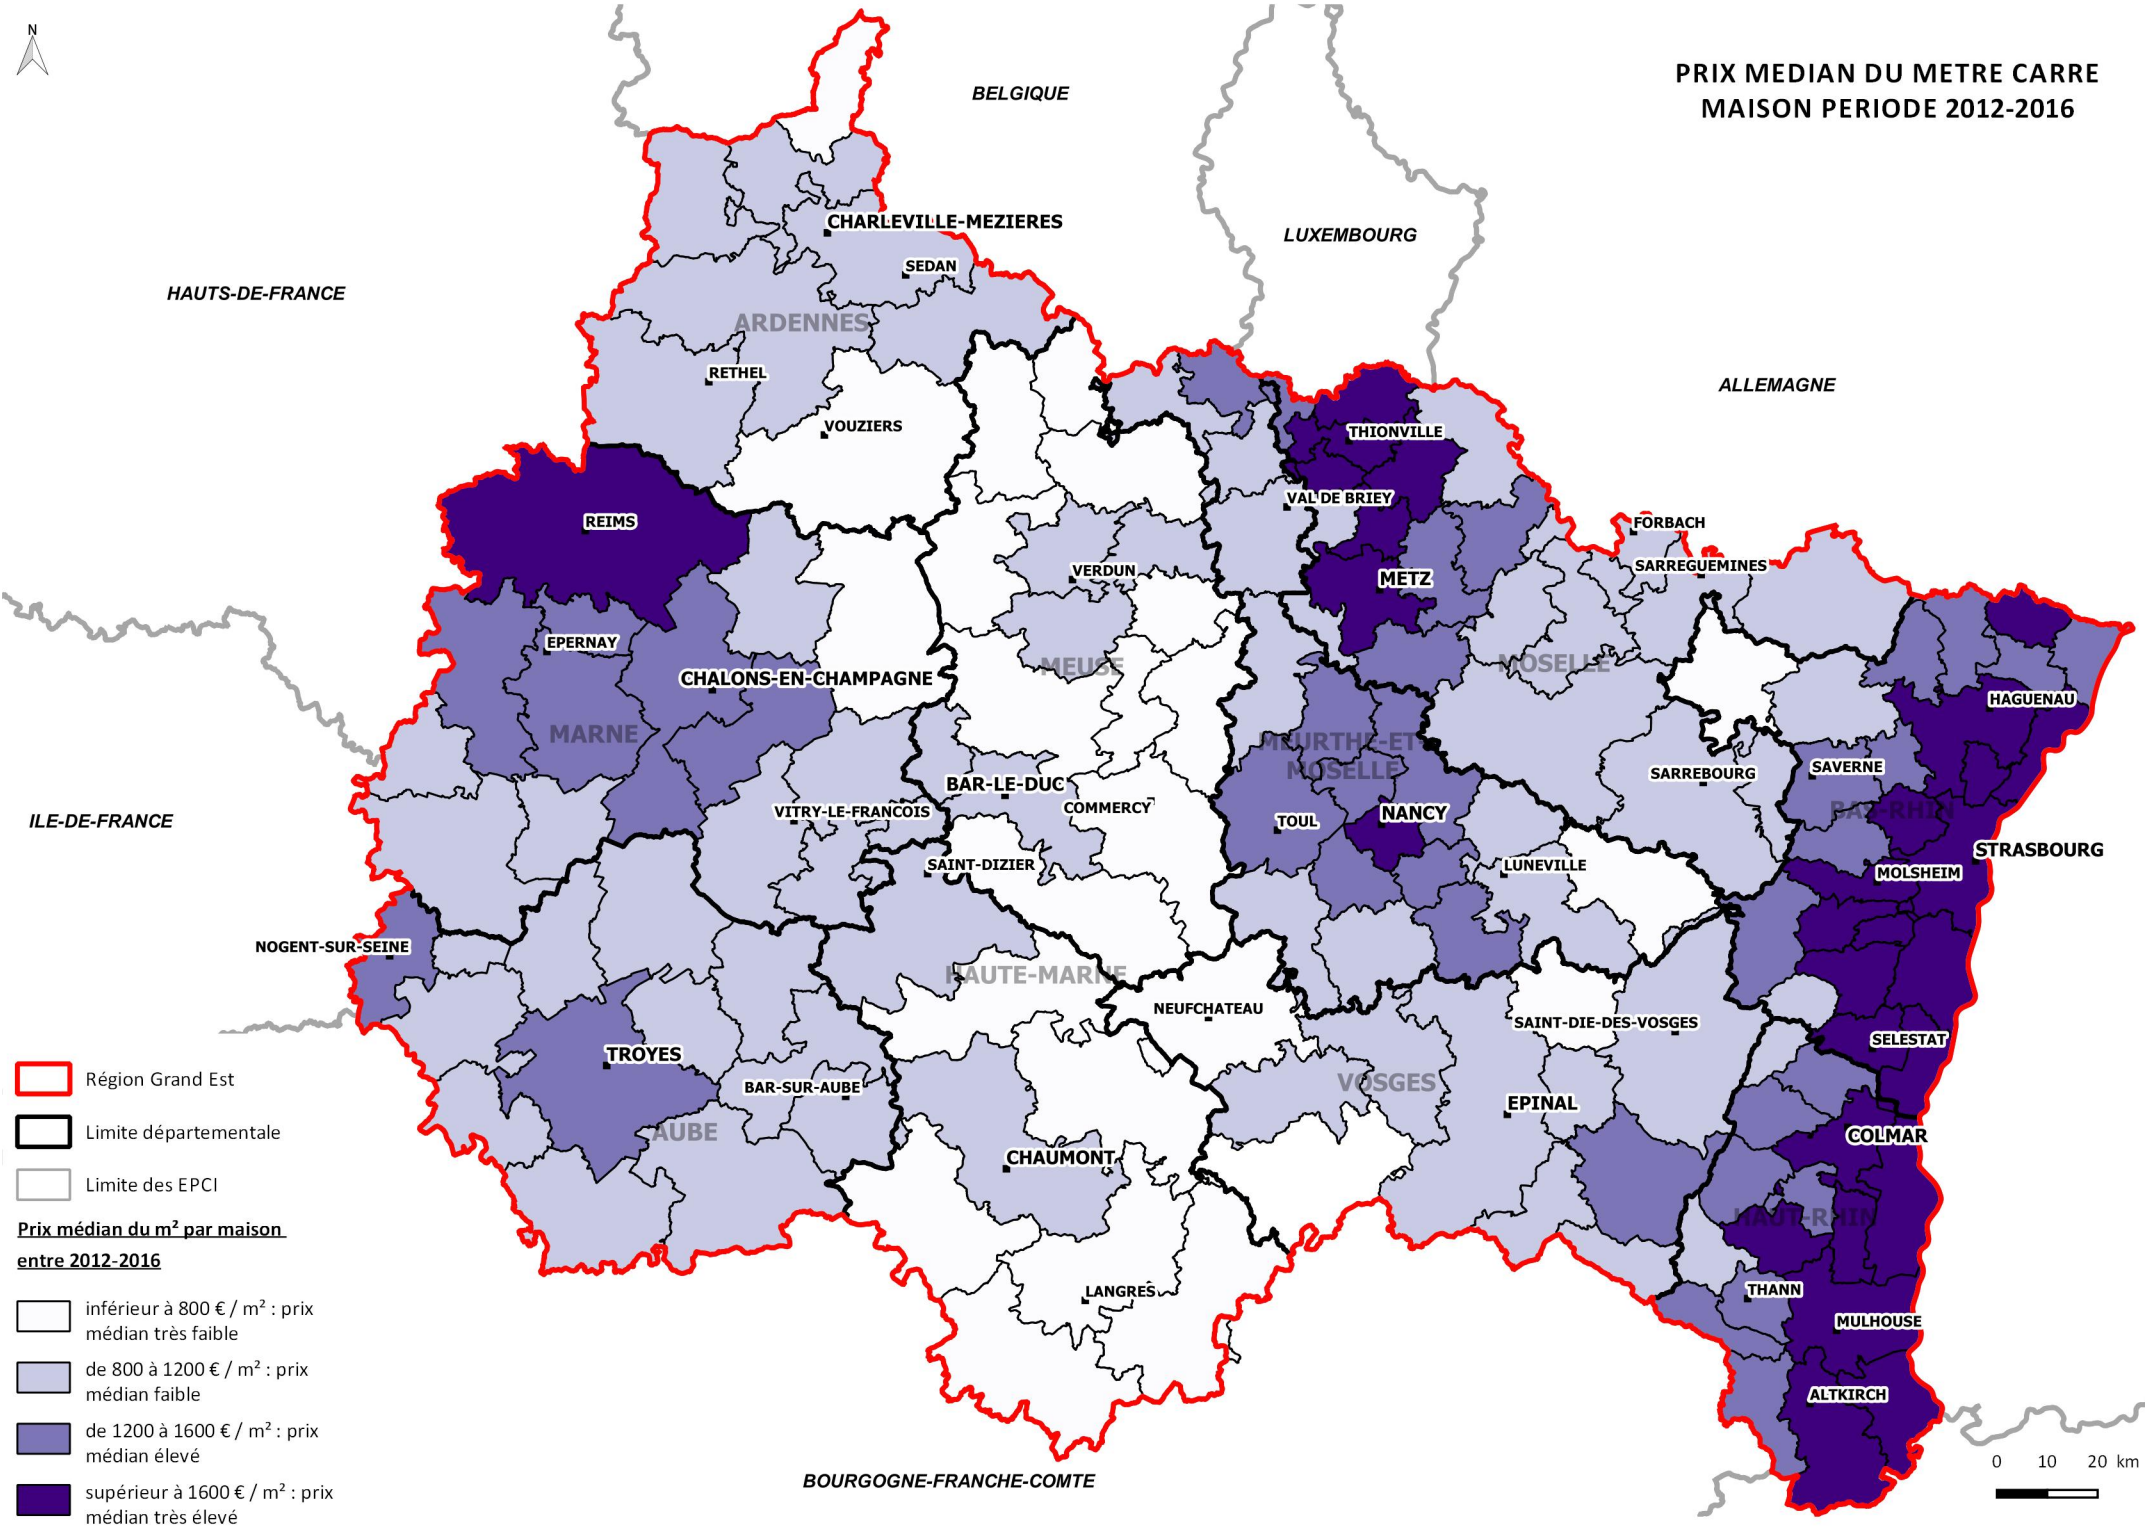 N
PRIX MEDIAN DU METRE CARRE
MAISON PERIODE 2012-2016
BELGIQUE
LUXEMBOURG
HAUTS-DE-FRANCE
ALLEMAGNE
ILE-DE-FRANCE
BOURGOGNE-FRANCHE-COMTE
CHARLEVILLE-MEZIERES
SEDAN
ARDENNES
RETHEL
VOUZIERS
THIONVILLE
VAL DE BRIEY
REIMS
FORBACH
SARREGUEMINES
VERDUN
METZ
EPERNAY
MEUSE
MOSELLE
CHALONS-EN-CHAMPAGNE
HAGUENAU
MARNE
MEURTHE-ET-
MOSELLE
SARREBOURG
SAVERNE
BAR-LE-DUC
COMMERCY
VITRY-LE-FRANCOIS
TOUL
NANCY
BAS-RHIN
STRASBOURG
SAINT-DIZIER
LUNEVILLE
MOLSHEIM
NOGENT-SUR-SEINE
HAUTE-MARNE
NEUFCHATEAU
SAINT-DIE-DES-VOSGES
SELESTAT
TROYES
BAR-SUR-AUBE
VOSGES
EPINAL
AUBE
COLMAR
CHAUMONT
HAUT-RHIN
LANGRES
THANN
MULHOUSE
ALTKIRCH
Région Grand Est
Limite départementale
Limite des EPCI
Prix médian du m² par maison
entre 2012-2016
inférieur à 800 € / m² : prix
médian très faible
de 800 à 1200 € / m² : prix
médian faible
de 1200 à 1600 € / m² : prix
médian élevé
supérieur à 1600 € / m² : prix
médian très élevé
0 10 20 km